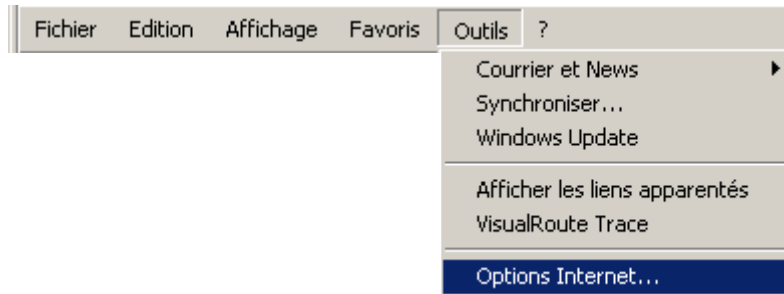 Fichier Edition Affichage Favoris Outils ?
Courrier et News
Synchroniser...
Windows Update
Afficher les liens apparentés
VisualRoute Trace
Options Internet...